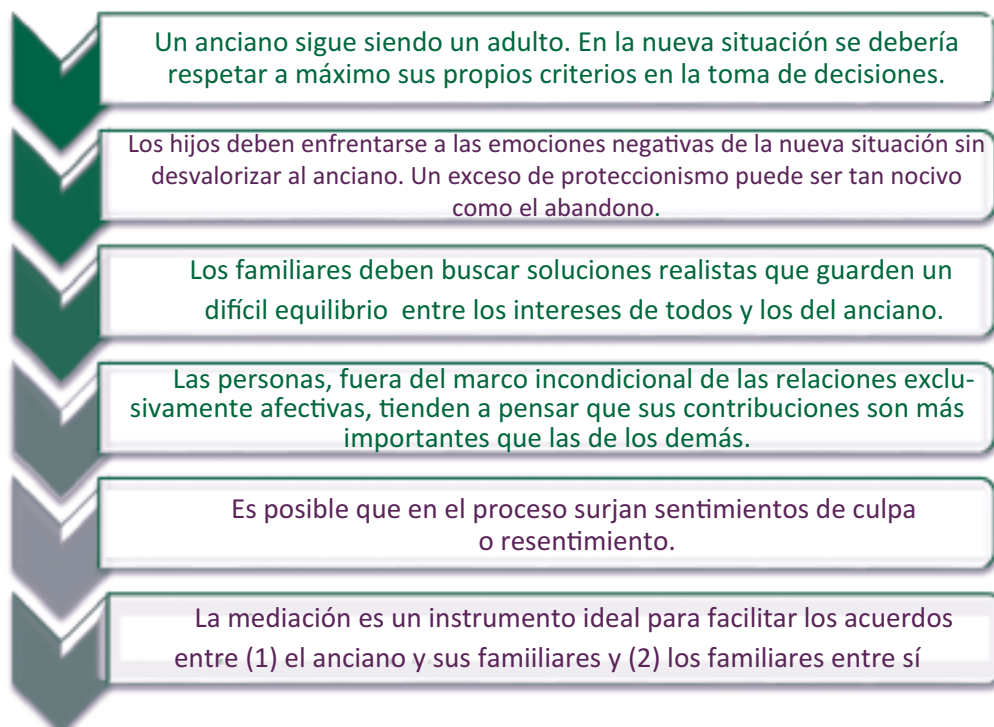 Un anciano sigue siendo un adulto. En la nueva situación se debería
respetar a máximo sus propios criterios en la toma de decisiones.
Los hijos deben enfrentarse a las emociones negativas de la nueva situación sin
desvalorizar al anciano. Un exceso de proteccionismo puede ser tan nocivo
como el abandono.
Los familiares deben buscar soluciones realistas que guarden un
difícil equilibrio entre los intereses de todos y los del anciano.
Las personas, fuera del marco incondicional de las relaciones exclu-
sivamente afectivas, tienden a pensar que sus contribuciones son más
importantes que las de los demás.
Es posible que en el proceso surjan sentimientos de culpa
o resentimiento.
La mediación es un instrumento ideal para facilitar los acuerdos
entre (1) el anciano y sus famiiliares y (2) los familiares entre sí